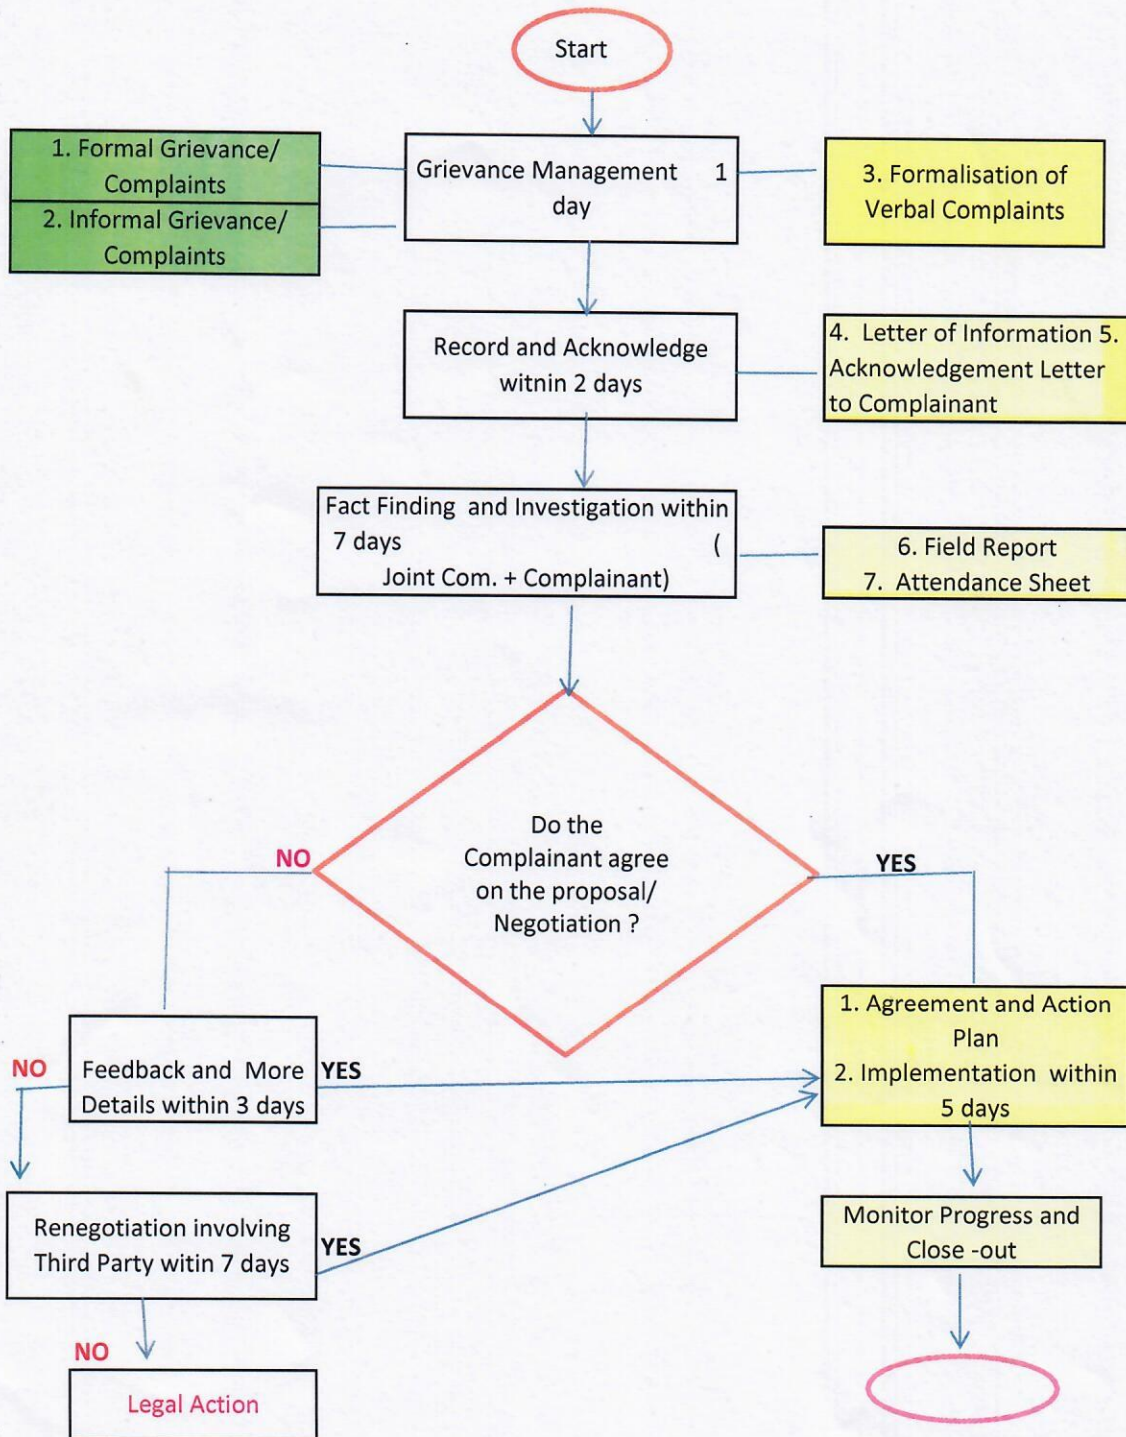 Start
1. Formal Grievance/
Complaints
2. Informal Grievance/
Complaints
Grievance Management 1
day
3. Formalisation of
Verbal Complaints
Record and Acknowledge
witnin 2 days
4. Letter of Information 5.
Acknowledgement Letter
to Complainant
Fact Finding and Investigation within
7 days (
Joint Com. + Complainant)
6. Field Report
7. Attendance Sheet
Do the
Complainant agree
on the proposal/
Negotiation ?
NO
YES
NO
Feedback and More
Details within 3 days
YES
1. Agreement and Action
Plan
2. Implementation within
5 days
Renegotiation involving
Third Party witin 7 days
YES
Monitor Progress and
Close -out
NO
Legal Action